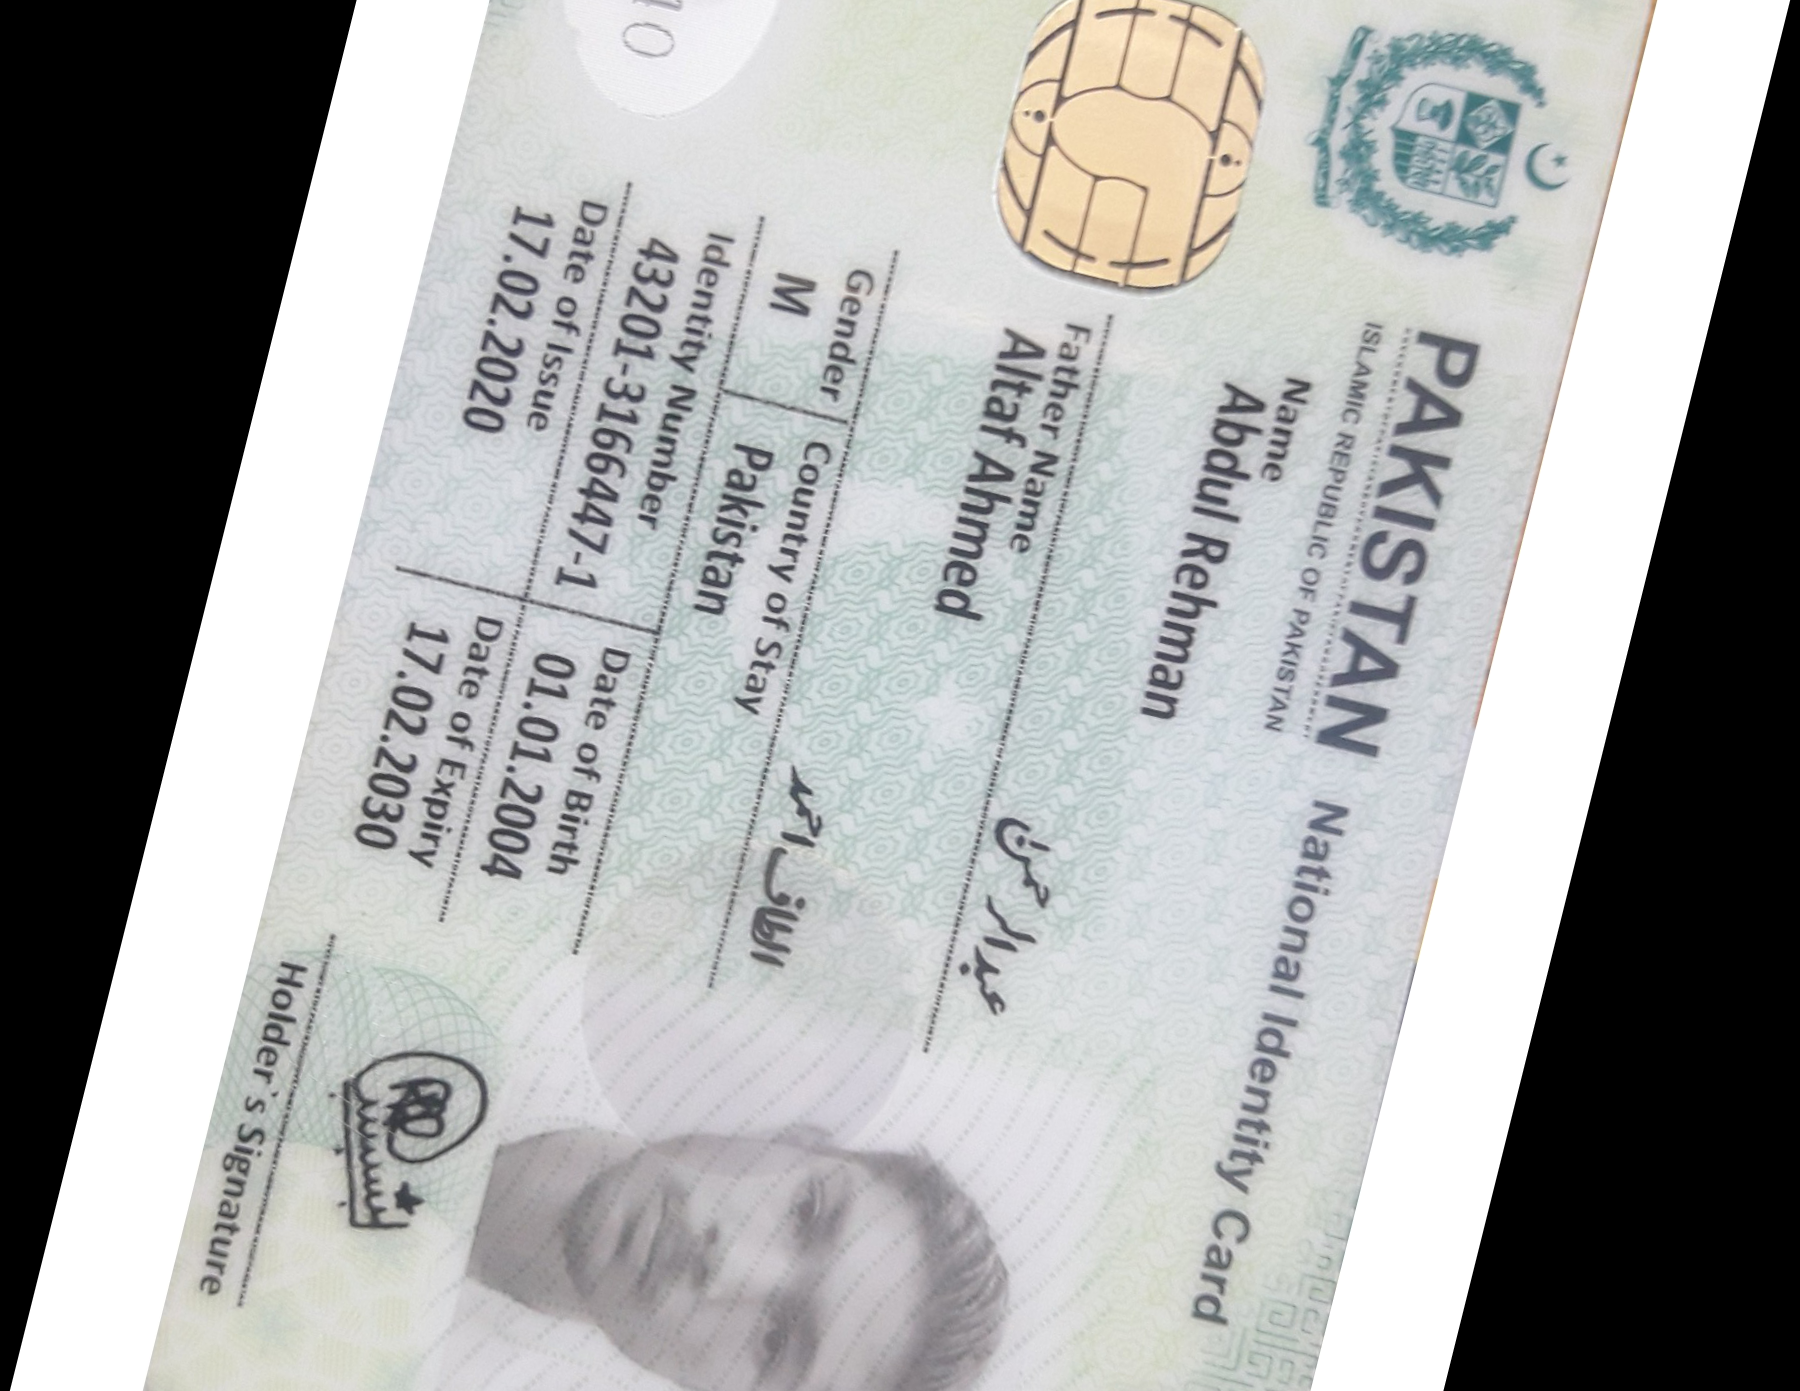 PAKISTAN National Identity Card
ISLAMIC REPUBLIC OF PAKISTAN
Name
Abdul Rehman
عبدالرحمن
Father Name
Altaf Ahmed
الطاف احمد
Gender Country of Stay
M Pakistan
Identity Number Date of Birth
43201-3166447-1 01.01.2004
Date of Issue Date of Expiry
17.02.2020 17.02.2030
Holder`s Signature